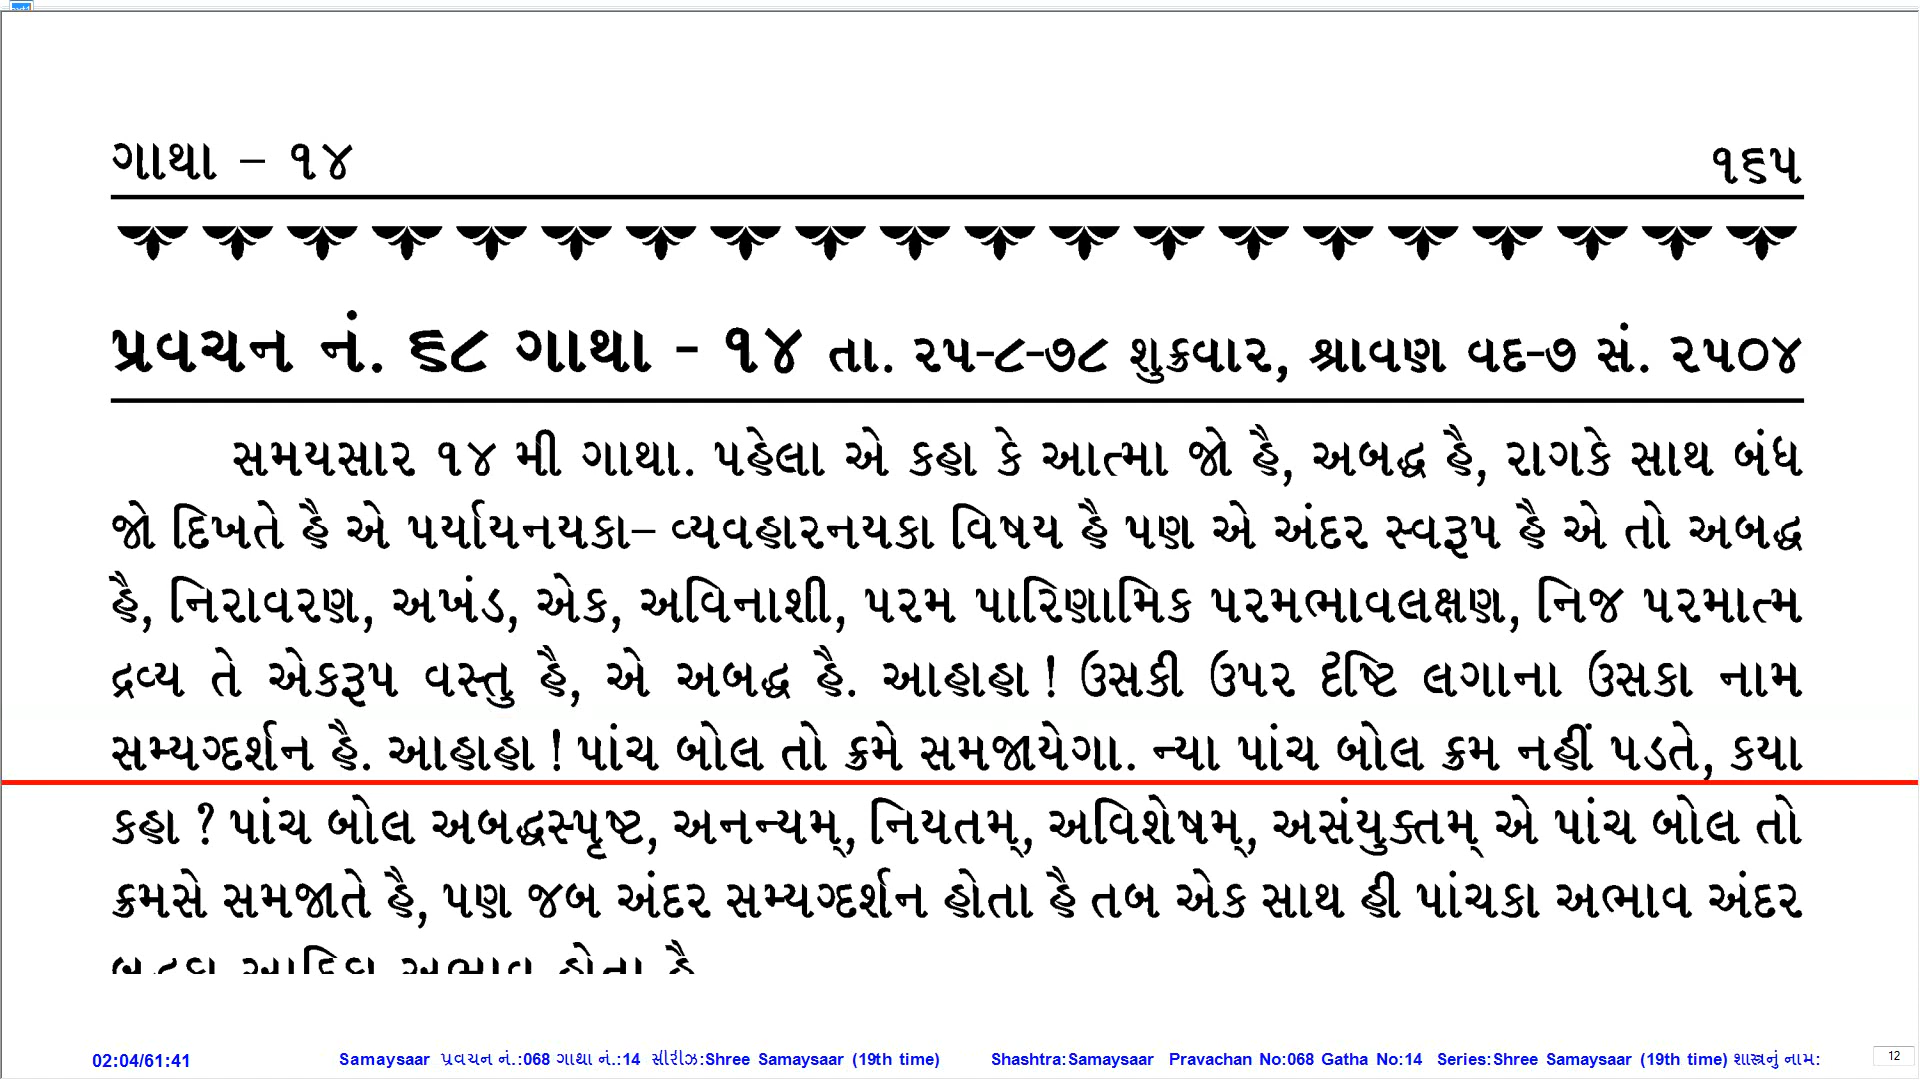 ગાથા – ૧૪
૧૬૫
પ્રવચન નં. ૬૮ ગાથા - ૧૪ તા. ૨૫-૮-૭૮ શુક્રવાર, શ્રાવણ વદ-૭ સં. ૨૫૦૪
સમયસાર ૧૪ મી ગાથા. પહેલા એ કહા કે આત્મા જો હૈ, અબદ્ધ હૈ, રાગકે સાથ બંધ
જો દિખતે હૈ એ પર્યાયનયકા– વ્યવહારનયકા વિષય હૈ પણ એ અંદર સ્વરૂપ હૈ એ તો અબદ્ધ
હૈ, નિરાવરણ, અખંડ, એક, અવિનાશી, પરમ પારિણામિક પરમભાવલક્ષણ, નિજ પરમાત્મ
દ્રવ્ય તે એકરૂપ વસ્તુ હૈ, એ અબદ્ધ હૈ. આહાહા ! ઉસકી ઉપર દૃષ્ટિ લગાના ઉસકા નામ
સમ્યગ્દર્શન હૈ. આહાહા ! પાંચ બોલ તો ક્રમે સમજાયેગા. ન્યા પાંચ બોલ ક્રમ નહીં પડતે, કયા
કહા ? પાંચ બોલ અબદ્ધસ્પૃષ્ટ, અનન્યમ્, નિયતમ્, અવિશેષમ્, અસંયુક્તમ્ એ પાંચ બોલ તો
ક્રમસે સમજાતે હૈ, પણ જબ અંદર સમ્યગ્દર્શન હોતા હૈ તબ એક સાથ હી પાંચકા અભાવ અંદર
બદ્ધકા આદિકા અભાવ હોતા હૈ
02:04/61:41
Samaysaar પ્રવચન નં.:068 ગાથા નં.:14 સીરીઝ:Shree Samaysaar (19th time)
Shashtra:Samaysaar Pravachan No:068 Gatha No:14 Series:Shree Samaysaar (19th time) શાસ્ત્રનું નામ:
12